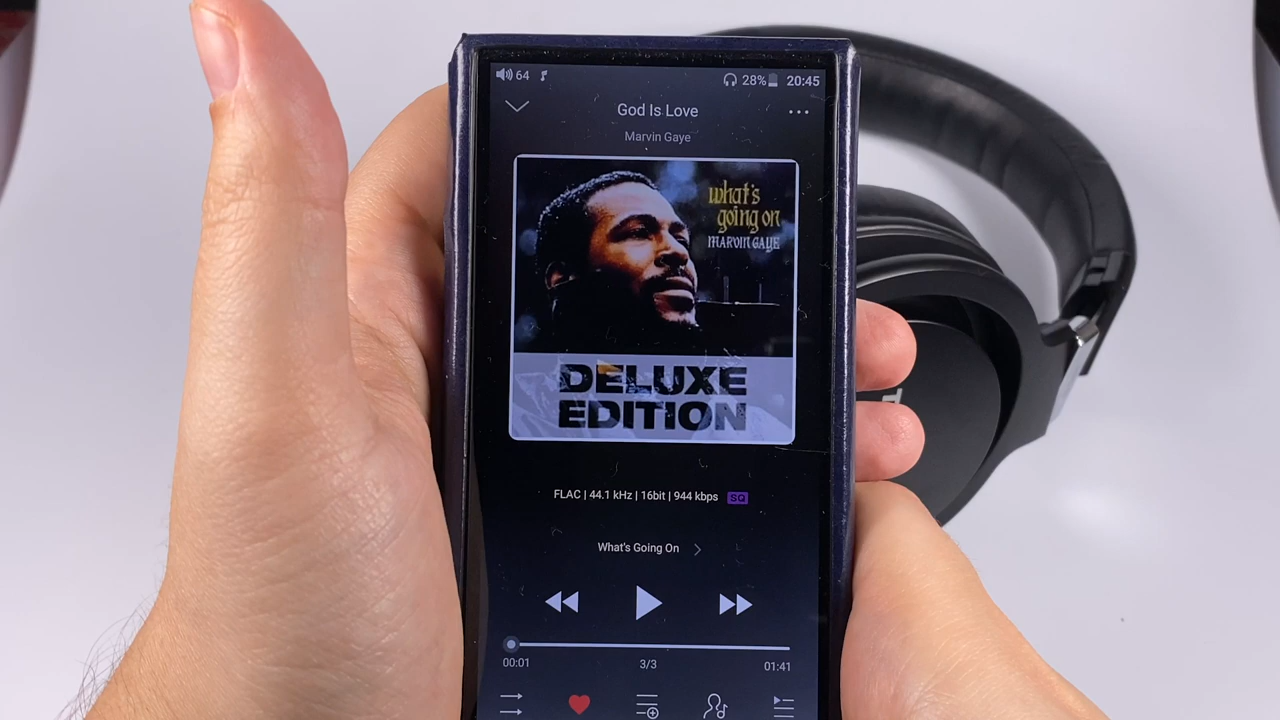 64
28%
20:45
God Is Love
Marvin Gaye
what's
going on
MARVIN GAYE
DELUXE
EDITION
FLAC | 44.1 kHz | 16bit | 944 kbps SQ
What's Going On
00:01
3/3
01:41